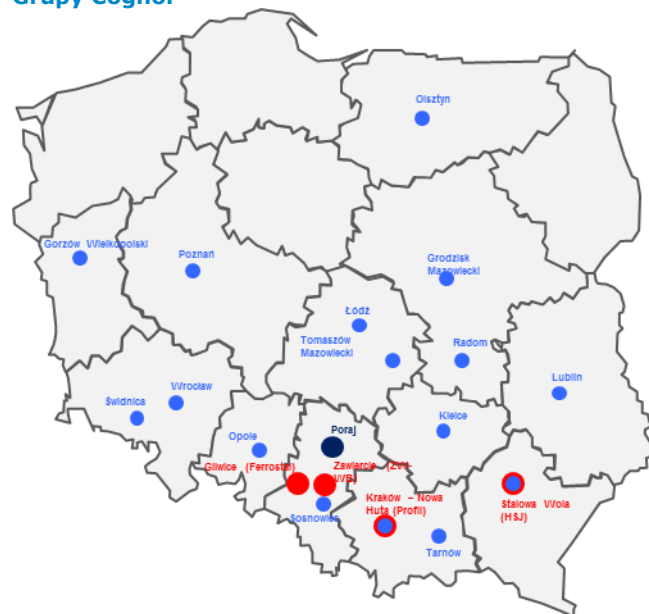 Grupy Cognor
Olsztyn
Gorzów Wielkopolski
Poznań
Grodzisk
Mazowiecki
Łódź
Tomaszów
Mazowiecki
Radom
Lublin
Świdnica
Wrocław
Kielce
Opole
Poraj
Gliwice (Ferrostal)
Zawiercie (ZW-
WB)
Sosnowiec
Kraków – Nowa
Huta (Profil)
Stalowa Wola
(HSJ)
Tarnów